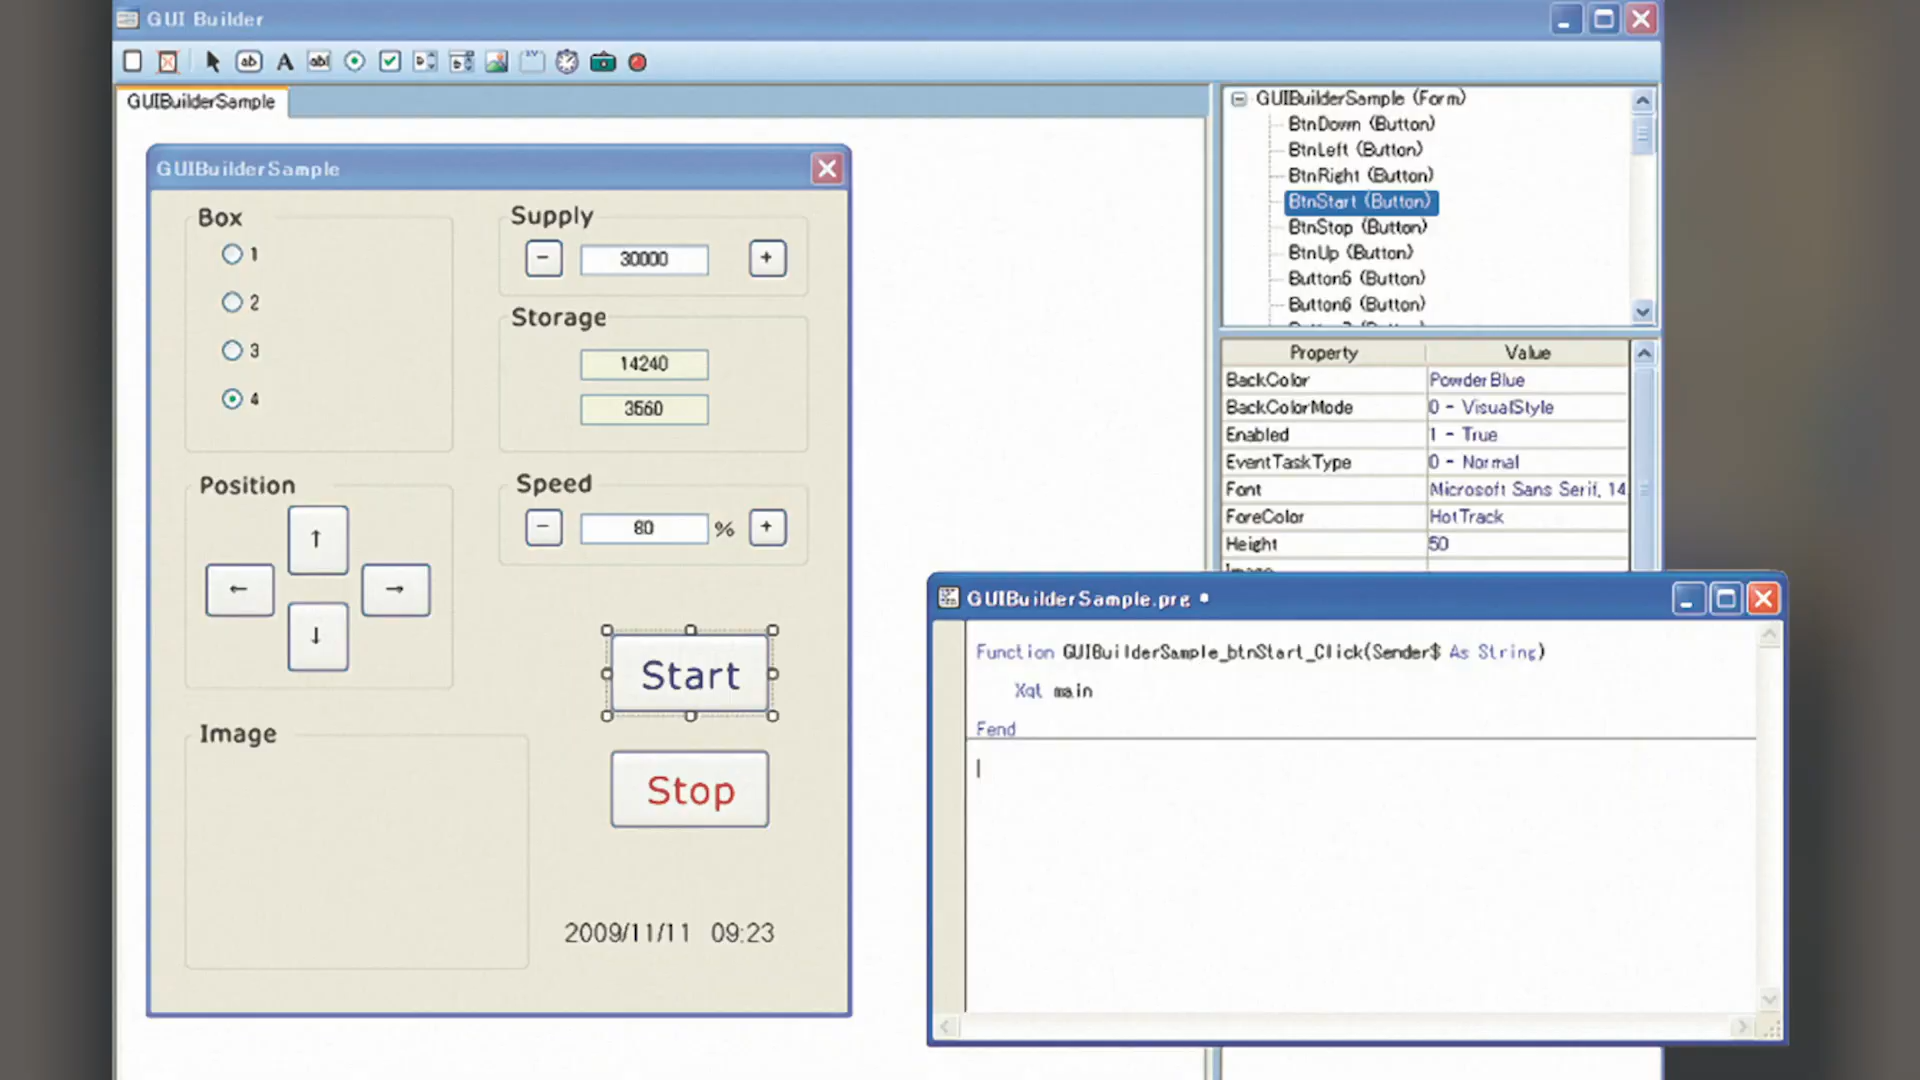 GUI Builder
GUIBuilderSample
GUIBuilderSample
Box
1
2
3
4
Supply
−
30000
+
Storage
14240
3560
Position
↑
←
→
↓
Speed
−
80
%
+
Start
Stop
Image
2009/11/11 09:23
GUIBuilderSample (Form)
BtnDown (Button)
BtnLeft (Button)
BtnRight (Button)
BtnStart (Button)
BtnStop (Button)
BtnUp (Button)
Button5 (Button)
Button6 (Button)
Property Value
BackColor PowderBlue
BackColorMode 0 - VisualStyle
Enabled 1 - True
EventTaskType 0 - Normal
Font Microsoft Sans Serif, 14
ForeColor HotTrack
Height 50
GUIBuilderSample.prg •
Function GUIBuilderSample_btnStart_Click(Sender$ As String)
Xqt main
Fend